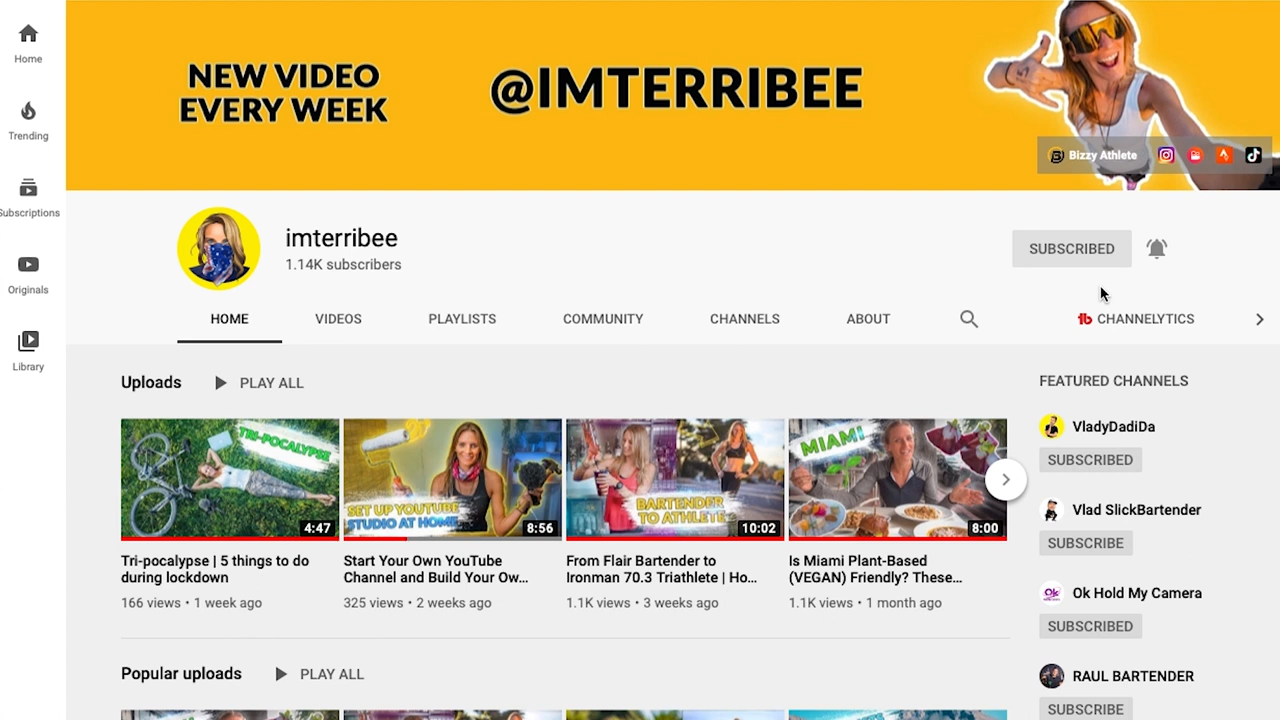 NEW VIDEO
EVERY WEEK
@IMTERRIBEE
Bizzy Athlete
Home
Trending
Subscriptions
Originals
Library
imterribee
1.14K subscribers
SUBSCRIBED
HOME
VIDEOS
PLAYLISTS
COMMUNITY
CHANNELS
ABOUT
CHANNELYTICS
Uploads
PLAY ALL
TRI-POCALYPSE
4:47
Tri-pocalypse | 5 things to do
during lockdown
166 views • 1 week ago
SET UP YOUTUBE
STUDIO AT HOME
8:56
Start Your Own YouTube
Channel and Build Your Ow...
325 views • 2 weeks ago
BARTENDER
TO ATHLETE
10:02
From Flair Bartender to
Ironman 70.3 Triathlete | Ho...
1.1K views • 3 weeks ago
MIAMI
8:00
Is Miami Plant-Based
(VEGAN) Friendly? These...
1.1K views • 1 month ago
Popular uploads
PLAY ALL
FEATURED CHANNELS
VladyDadiDa
SUBSCRIBED
Vlad SlickBartender
SUBSCRIBE
Ok Hold My Camera
SUBSCRIBED
RAUL BARTENDER
SUBSCRIBE